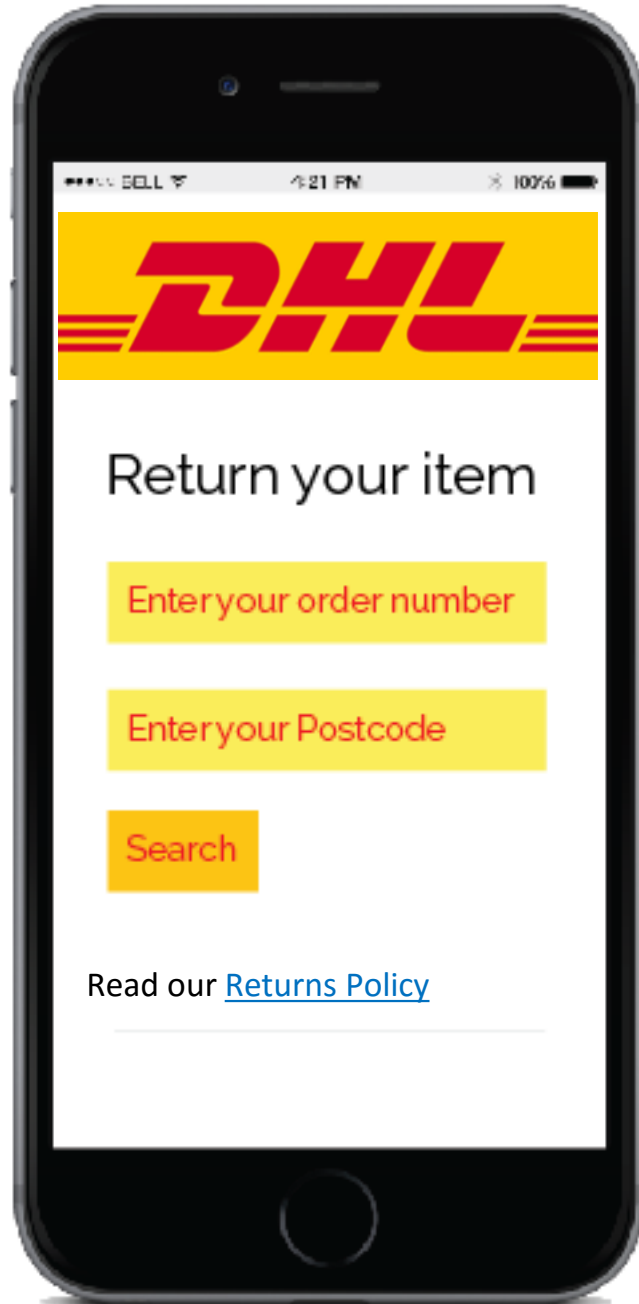 BELL 4:21 PM 100%
DHL
Return your item
Enter your order number
Enter your Postcode
Search
Read our Returns Policy